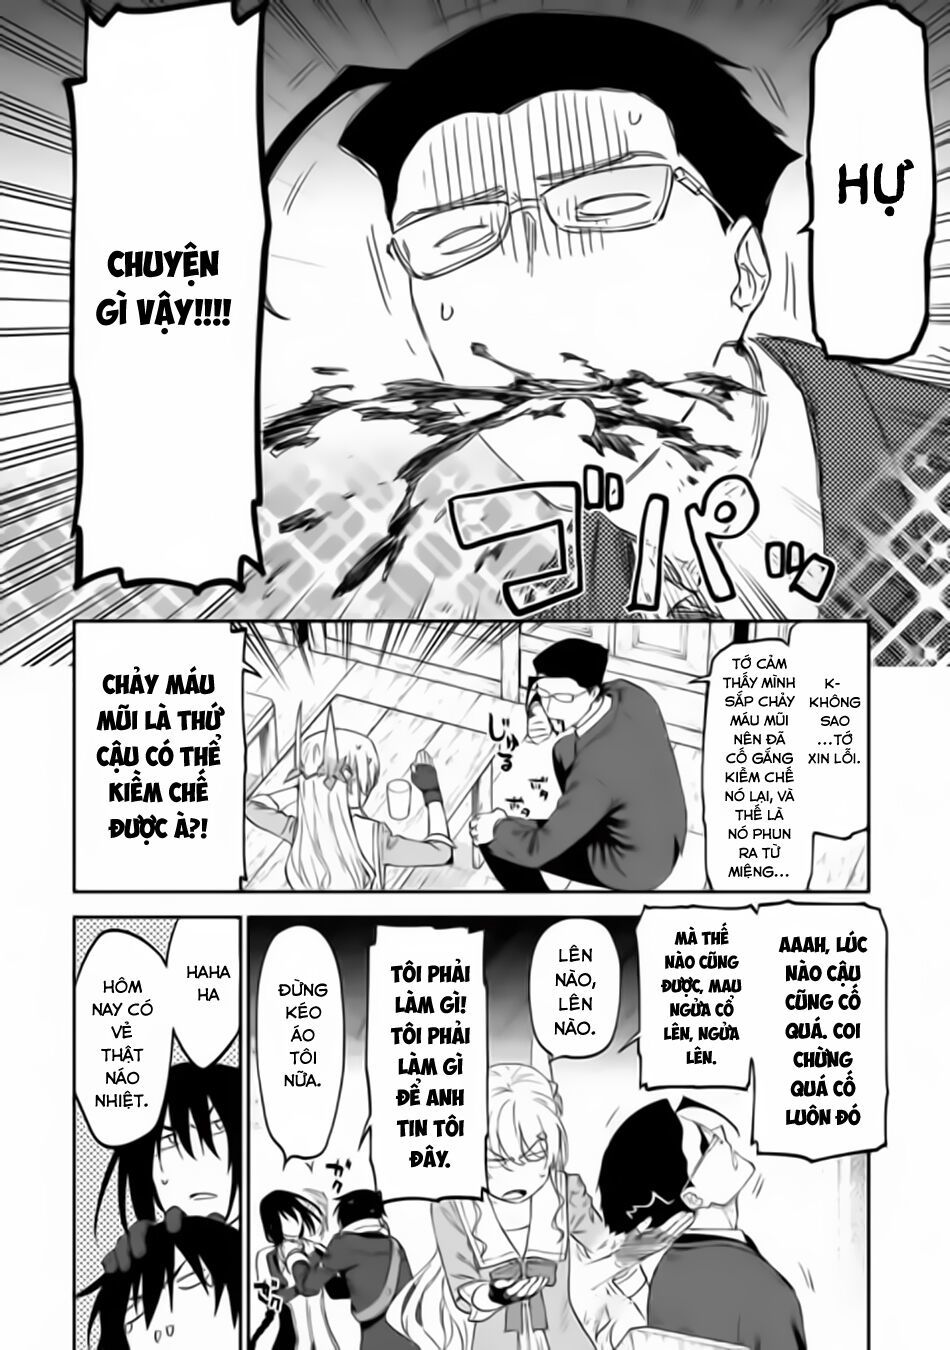 HỰ
CHUYỆN
GÌ VẬY!!!!
ゴパッ
K-
KHÔNG
SAO
...TỚ
XIN LỖI.
TỚ CẢM
THẤY MÌNH
SẮP CHẢY
MÁU MŨI
NÊN ĐÃ
CỐ GẮNG
KIỀM CHẾ
NÓ LẠI, VÀ
THẾ LÀ
NÓ PHUN
RA TỪ
MIỆNG...
じゅるる
CHẢY MÁU
MŨI LÀ THỨ
CẬU CÓ THỂ
KIỀM CHẾ
ĐƯỢC À?!
AAAH, LÚC
NÀO CẬU
CŨNG CỐ
QUÁ. COI
CHỪNG
QUÁ CỐ
LUÔN ĐÓ
MÀ THẾ
NÀO CŨNG
ĐƯỢC, MAU
NGỬA CỔ
LÊN, NGỬA
LÊN.
LÊN
NÀO,
LÊN
NÀO.
TÔI PHẢI
LÀM GÌ!
TÔI PHẢI
LÀM GÌ
ĐỂ ANH
TIN TÔI
ĐÂY.
ĐỪNG
KÉO
ÁO
TÔI
NỮA.
HAHA
HA
HÔM
NAY CÓ
VẺ
THẬT
NÁO
NHIỆT.